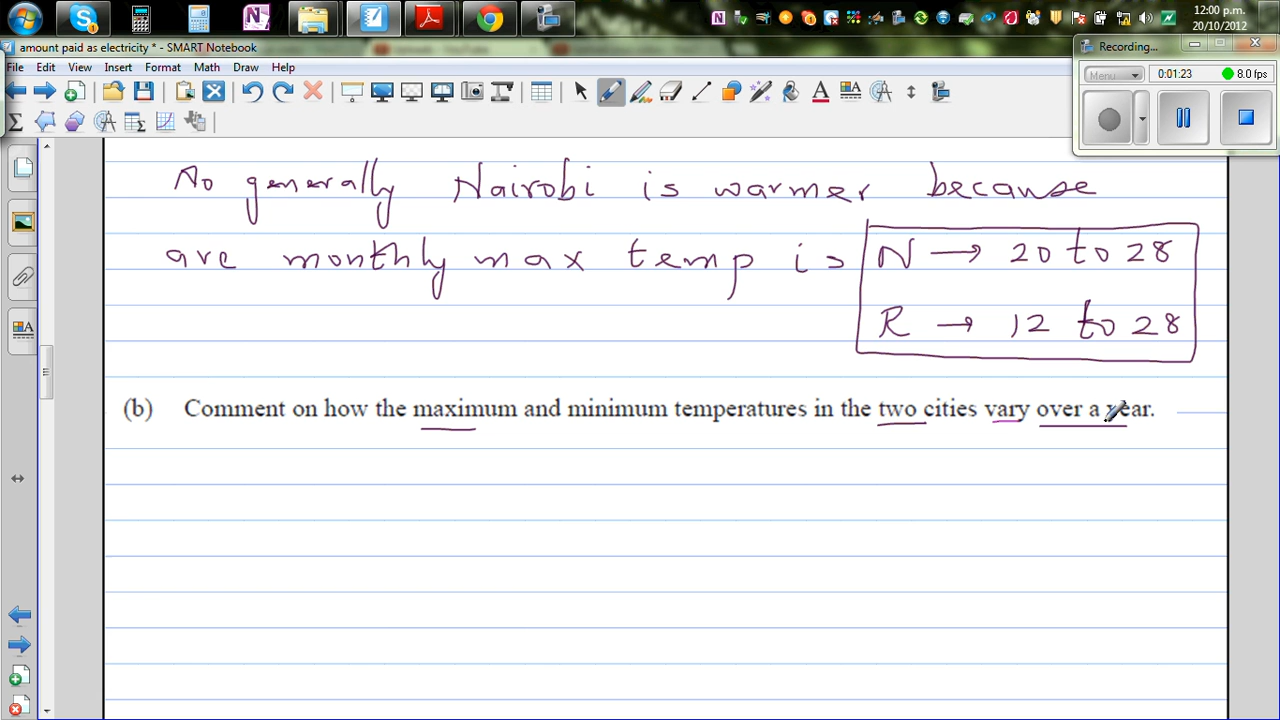 12:00 p.m.
20/10/2012
amount paid as electricity * - SMART Notebook
Recording...
File Edit View Insert Format Math Draw Help
Menu
0:01:23
8.0 fps
No generally Nairobi is warmer because
are monthly max temp is N → 20 to 28
R → 12 to 28
(b) Comment on how the maximum and minimum temperatures in the two cities vary over a year.